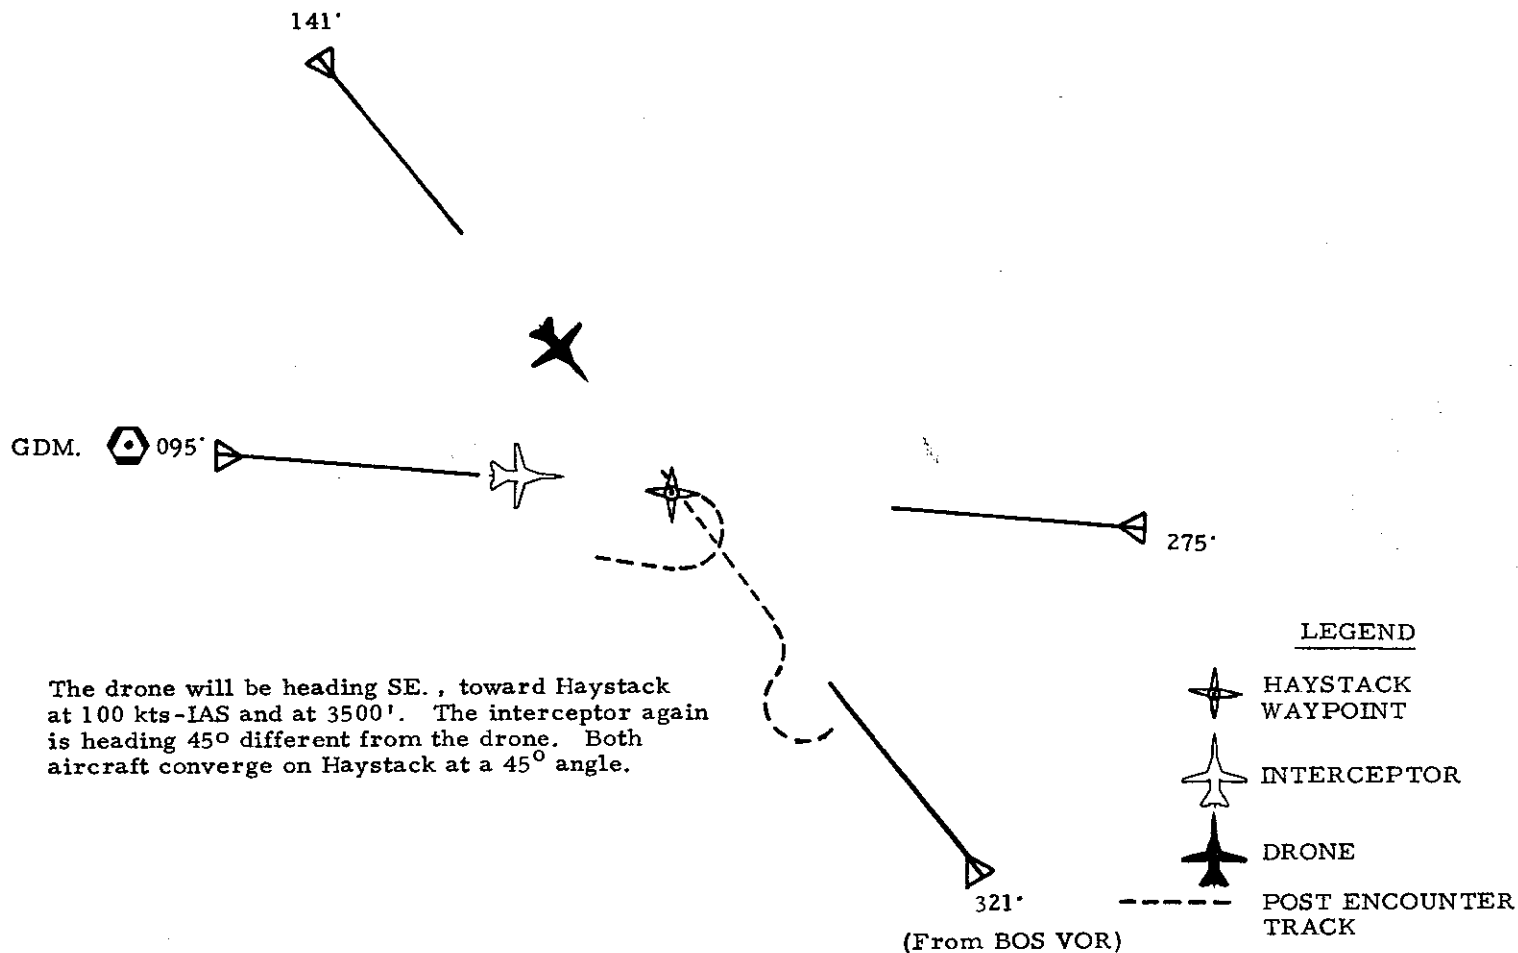 141°
GDM.
095°
275°
The drone will be heading SE. , toward Haystack
at 100 kts-IAS and at 3500'. The interceptor again
is heading 45° different from the drone. Both
aircraft converge on Haystack at a 45° angle.
321°
(From BOS VOR)
LEGEND
HAYSTACK
WAYPOINT
INTERCEPTOR
DRONE
POST ENCOUNTER
TRACK